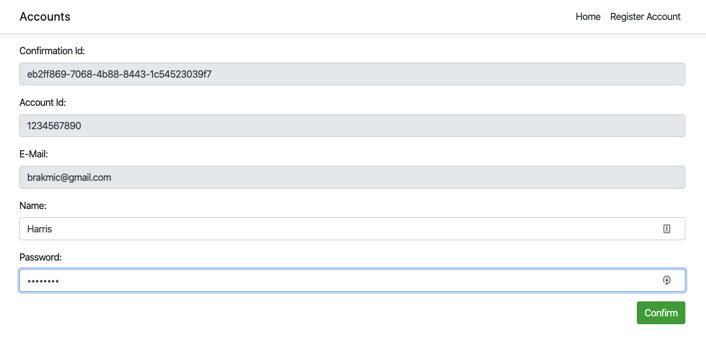 Accounts
Home Register Account
Confirmation Id:
eb2ff869-7068-4b88-8443-1c54523039f7
Account Id:
1234567890
E-Mail:
brakmic@gmail.com
Name:
Harris
Password:
••••••••
Confirm